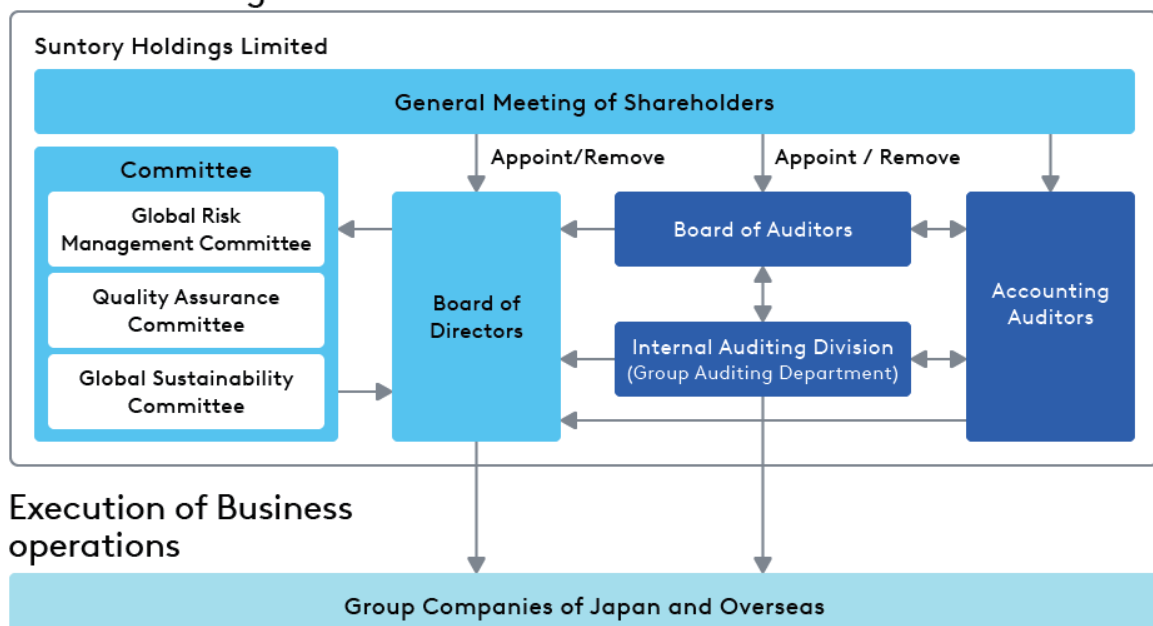 Suntory Holdings Limited
General Meeting of Shareholders
Appoint/Remove
Appoint / Remove
Committee
Global Risk
Management Committee
Quality Assurance
Committee
Global Sustainability
Committee
Board of
Directors
Board of Auditors
Internal Auditing Division
(Group Auditing Department)
Accounting
Auditors
Execution of Business
operations
Group Companies of Japan and Overseas